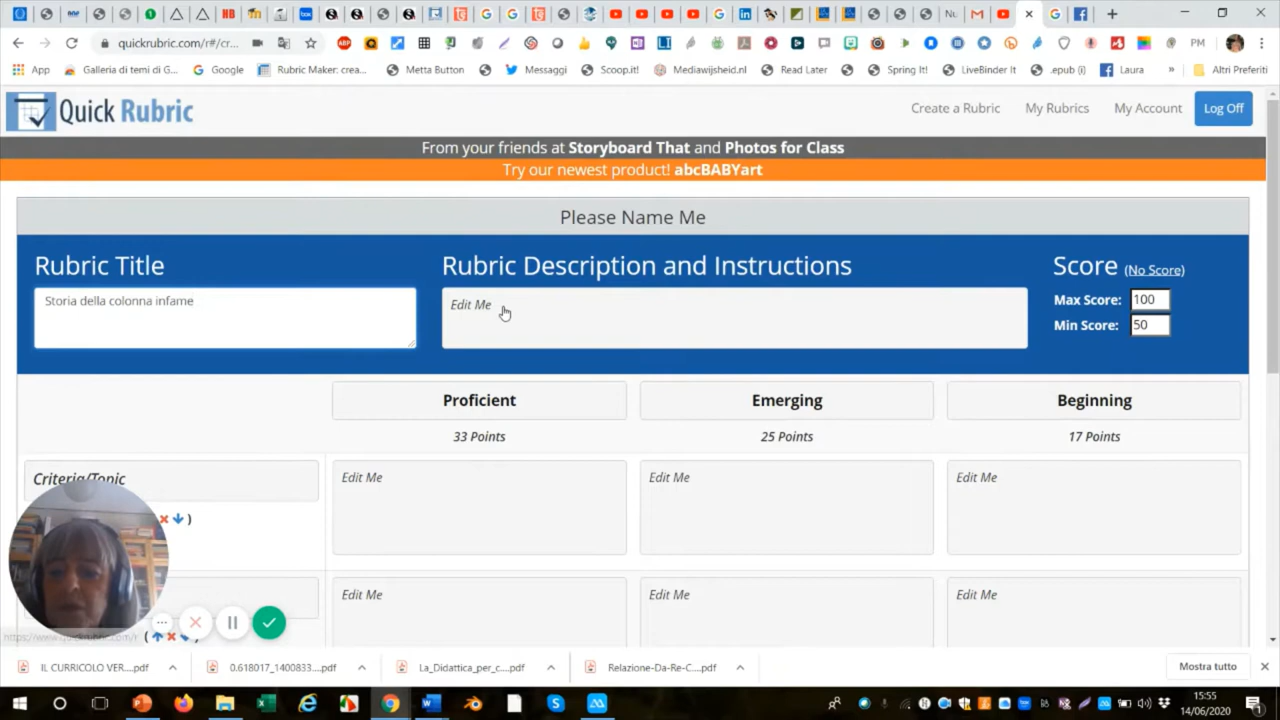 quickrubric.com/r#/cr...
PM
App
Galleria di temi di G...
Google
Rubric Maker: crea...
Metta Button
Messaggi
Scoop.it!
Mediawijsheid.nl
Read Later
Spring It!
LiveBinder It
.epub (i)
Laura
»
Altri Preferiti
Quick Rubric
Create a Rubric
My Rubrics
My Account
Log Off
From your friends at Storyboard That and Photos for Class
Try our newest product! abcBABYart
Please Name Me
Rubric Title
Rubric Description and Instructions
Score (No Score)
Storia della colonna infame
Edit Me
Max Score: 100
Min Score: 50
Proficient
Emerging
Beginning
33 Points
25 Points
17 Points
Criteria/Topic
Edit Me
Edit Me
Edit Me
Edit Me
Edit Me
Edit Me
IL CURRICOLO VER....pdf
0.618017_1400833....pdf
La_Didattica_per_c....pdf
Relazione-Da-Re-C....pdf
Mostra tutto
15:55
14/06/2020